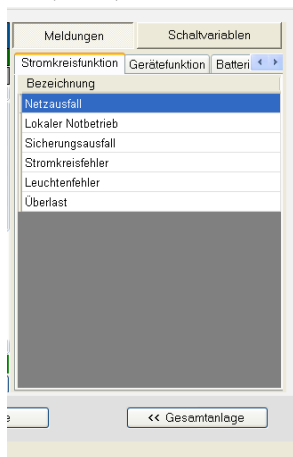 Meldungen Schaltvariablen
Stromkreisfunktion Gerätefunktion Batteri
Bezeichnung
Netzausfall
Lokaler Notbetrieb
Sicherungsausfall
Stromkreisfehler
Leuchtenfehler
Überlast
e << Gesamtanlage